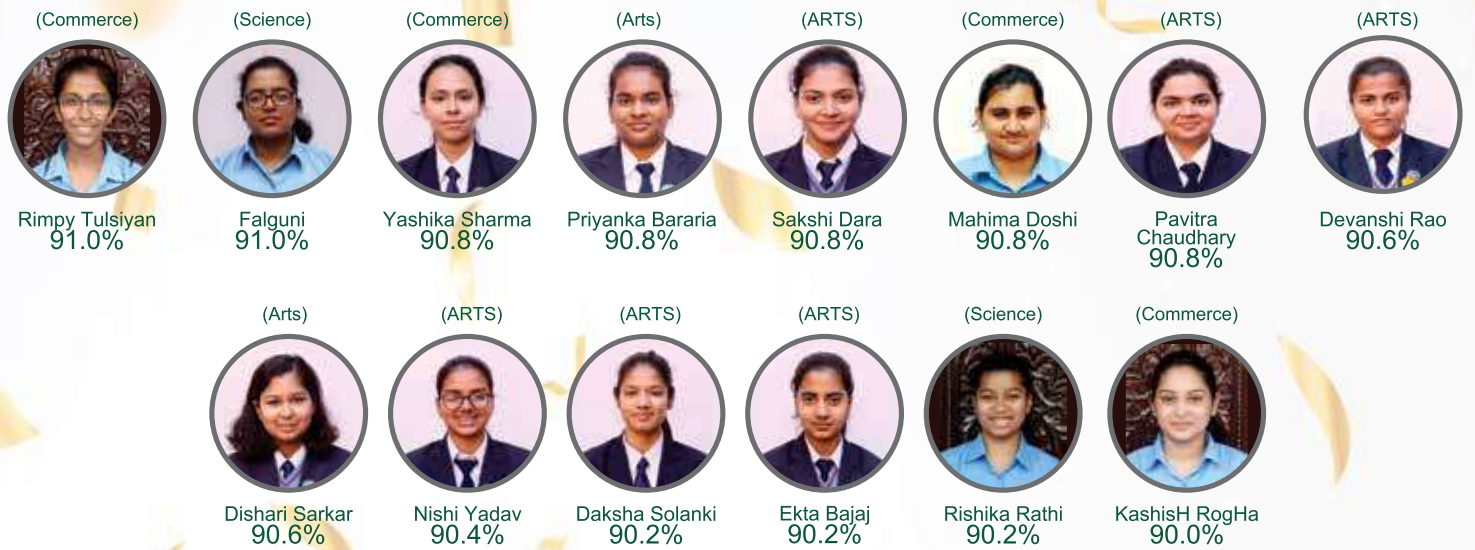 (Commerce) (Science) (Commerce) (Arts) (ARTS) (Commerce) (ARTS) (ARTS)
Rimpy Tulsiyan Falguni Yashika Sharma Priyanka Bararia Sakshi Dara Mahima Doshi Pavitra Devanshi Rao
Chaudhary
91.0% 91.0% 90.8% 90.8% 90.8% 90.8% 90.8% 90.6%
(Arts) (ARTS) (ARTS) (ARTS) (Science) (Commerce)
Dishari Sarkar Nishi Yadav Daksha Solanki Ekta Bajaj Rishika Rathi KashisH RogHa
90.6% 90.4% 90.2% 90.2% 90.2% 90.0%